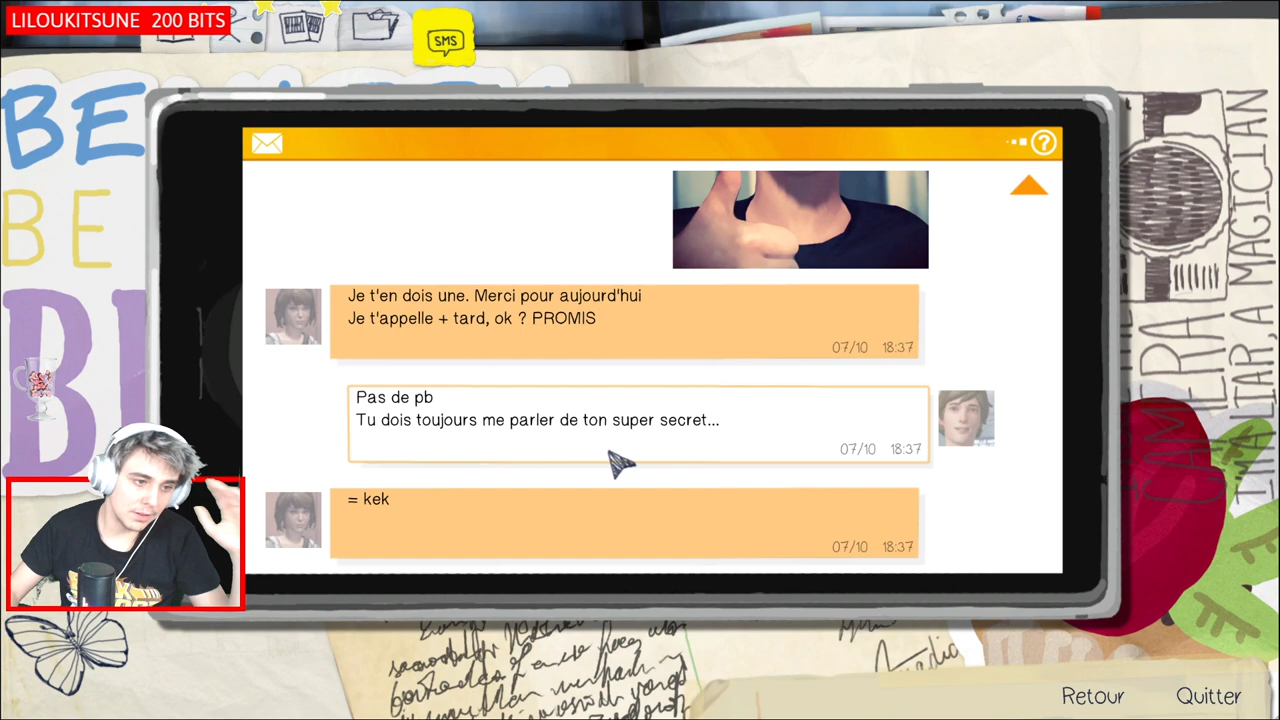 LILOUKITSUNE 200 BITS
SMS
BE
BE
?
Je t'en dois une. Merci pour aujourd'hui
Je t'appelle + tard, ok ? PROMIS
07/10 18:37
Pas de pb
Tu dois toujours me parler de ton super secret...
07/10 18:37
= kek
07/10 18:37
CAMERA
LIAR, A MAGICIAN
Retour
Quitter